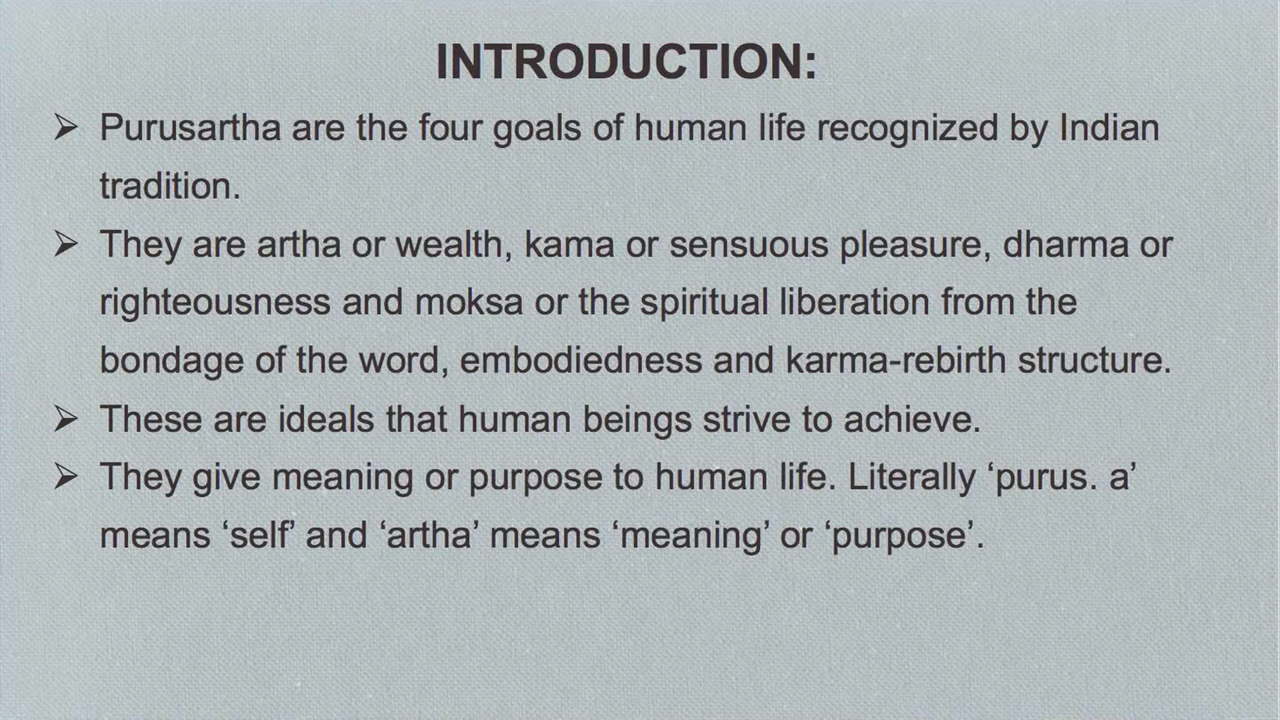 INTRODUCTION:
➢ Purusartha are the four goals of human life recognized by Indian
tradition.
➢ They are artha or wealth, kama or sensuous pleasure, dharma or
righteousness and moksa or the spiritual liberation from the
bondage of the word, embodiedness and karma-rebirth structure.
➢ These are ideals that human beings strive to achieve.
➢ They give meaning or purpose to human life. Literally ‘purus. a’
means ‘self’ and ‘artha’ means ‘meaning’ or ‘purpose’.